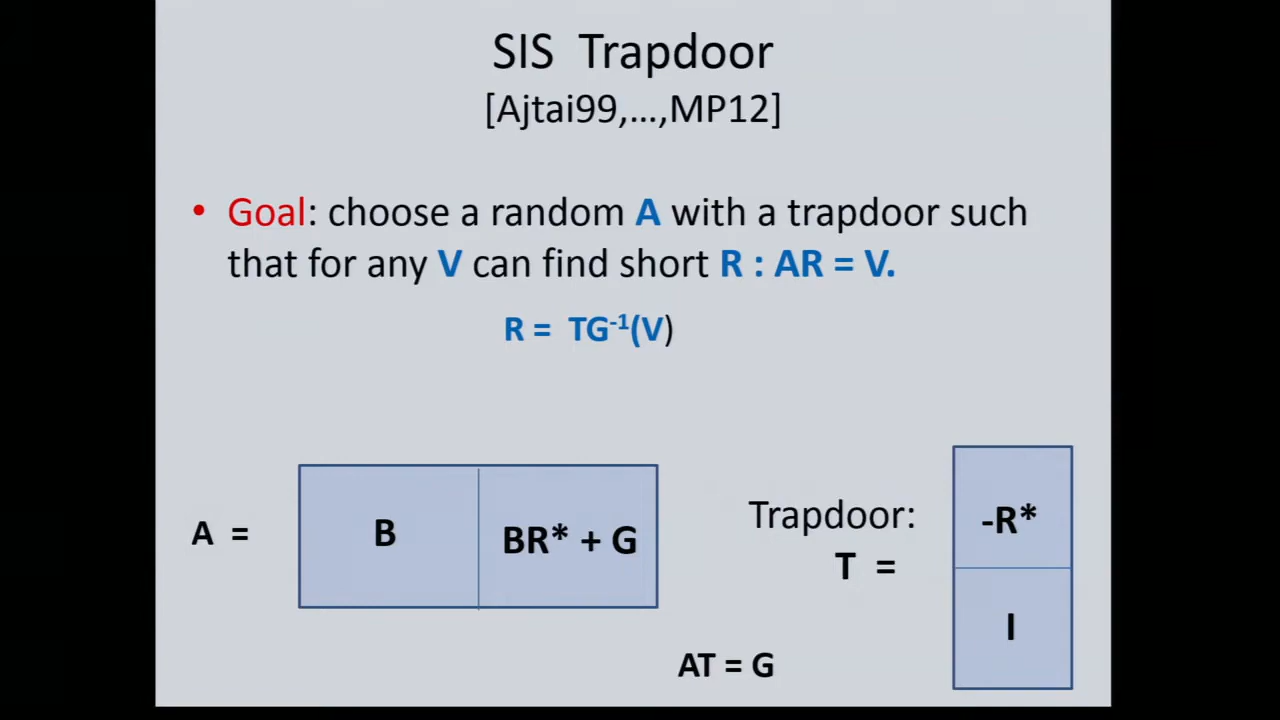 SIS Trapdoor
[Ajtai99,...,MP12]
• Goal: choose a random A with a trapdoor such
that for any V can find short R : AR = V.
R = TG⁻¹(V)
A =
B
BR* + G
Trapdoor:
T =
-R*
I
AT = G